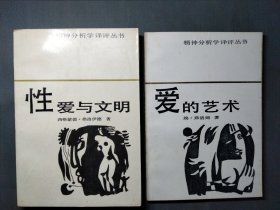 精神分析学译评丛书
性
爱与文明
西格蒙德·弗洛伊德 著
精神分析学译评丛书
爱的艺术
埃·弗洛姆 著